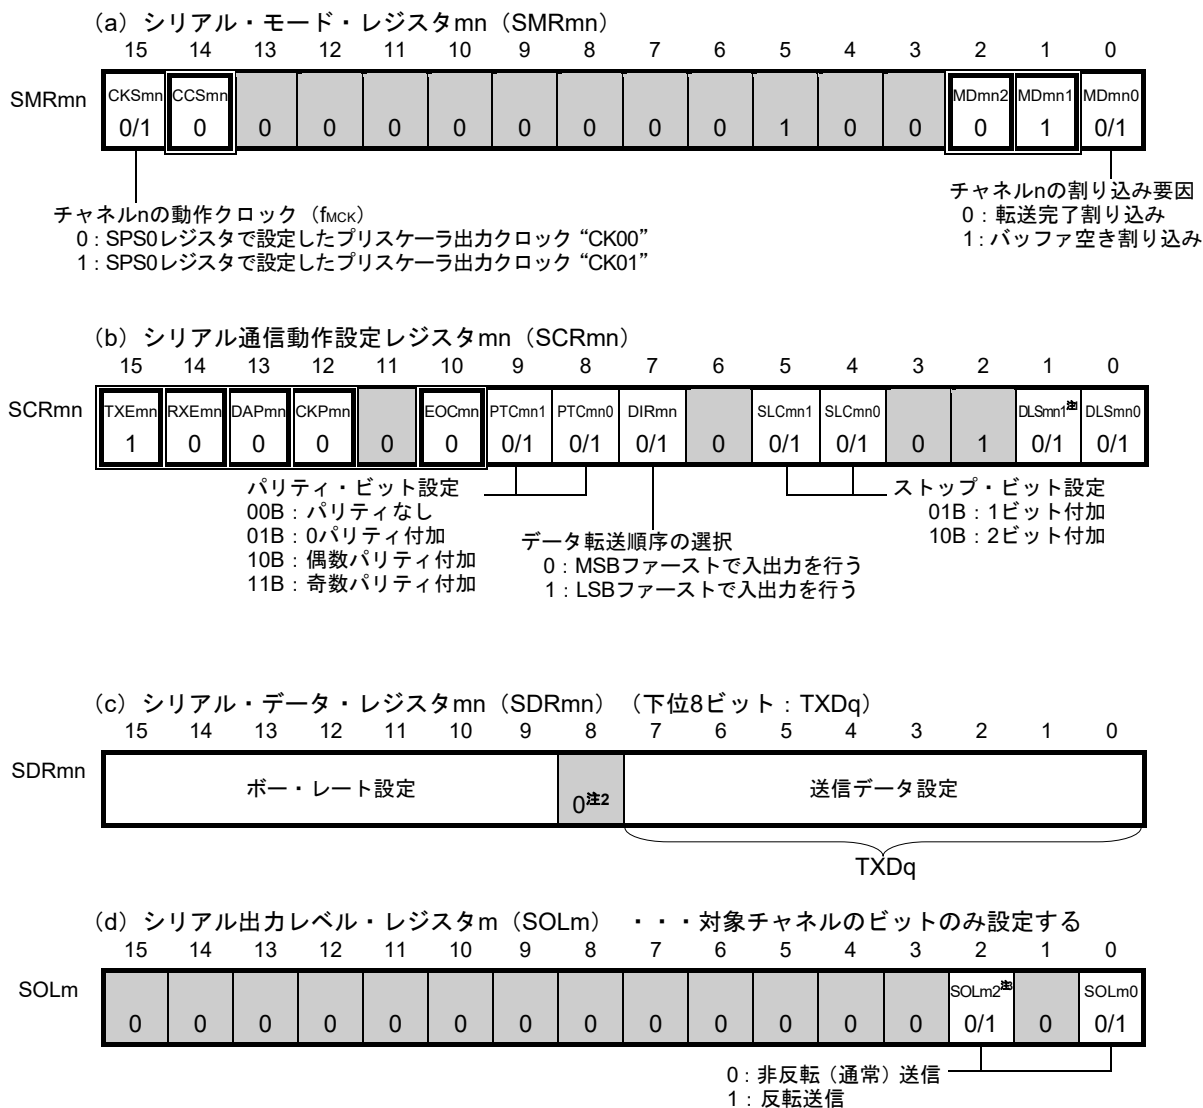 (a) シリアル・モード・レジスタmn（SMRmn）
15 14 13 12 11 10 9 8 7 6 5 4 3 2 1 0
SMRmn
CKSmn CCSmn MDmn2 MDmn1 MDmn0
0/1 0 0 0 0 0 0 0 0 0 1 0 0 0 1 0/1
チャネルnの動作クロック（fMCK）
0：SPS0レジスタで設定したプリスケーラ出力クロック “CK00”
1：SPS0レジスタで設定したプリスケーラ出力クロック “CK01”
チャネルnの割り込み要因
0：転送完了割り込み
1：バッファ空き割り込み
(b) シリアル通信動作設定レジスタmn（SCRmn）
15 14 13 12 11 10 9 8 7 6 5 4 3 2 1 0
SCRmn
TXEmn RXEmn DAPmn CKPmn EOCmn PTCmn1 PTCmn0 DIRmn SLCmn1 SLCmn0 DLSmn1注 DLSmn0
1 0 0 0 0 0 0/1 0/1 0/1 0 0/1 0/1 0 1 0/1 0/1
パリティ・ビット設定
00B：パリティなし
01B：0パリティ付加
10B：偶数パリティ付加
11B：奇数パリティ付加
データ転送順序の選択
0：MSBファーストで入出力を行う
1：LSBファーストで入出力を行う
ストップ・ビット設定
01B：1ビット付加
10B：2ビット付加
(c) シリアル・データ・レジスタmn（SDRmn）（下位8ビット：TXDq）
15 14 13 12 11 10 9 8 7 6 5 4 3 2 1 0
SDRmn
ボー・レート設定 0注2 送信データ設定
TXDq
(d) シリアル出力レベル・レジスタm（SOLm） ・・・対象チャネルのビットのみ設定する
15 14 13 12 11 10 9 8 7 6 5 4 3 2 1 0
SOLm
SOLm2注3 SOLm0
0 0 0 0 0 0 0 0 0 0 0 0 0 0/1 0 0/1
0：非反転（通常）送信
1：反転送信